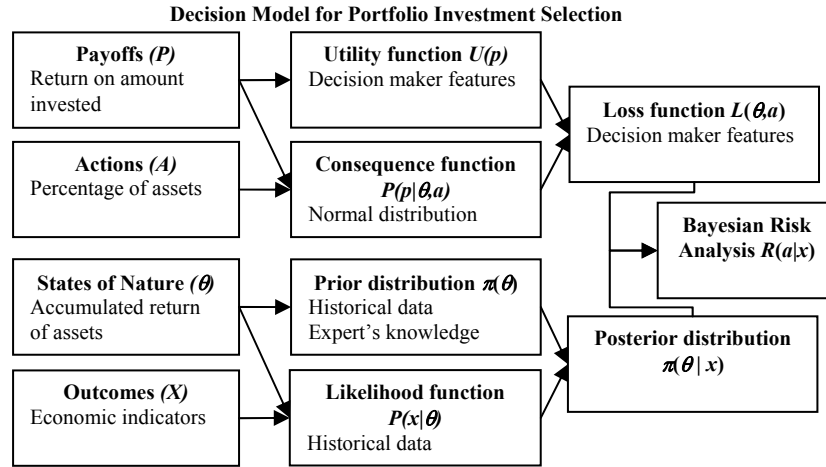 Decision Model for Portfolio Investment Selection
Payoffs (P)
Return on amount
invested
Utility function U(p)
Decision maker features
Loss function L(θ,a)
Decision maker features
Actions (A)
Percentage of assets
Consequence function
P(p|θ,a)
Normal distribution
Bayesian Risk
Analysis R(a|x)
States of Nature (θ)
Accumulated return
of assets
Prior distribution π(θ)
Historical data
Expert's knowledge
Posterior distribution
π(θ | x)
Outcomes (X)
Economic indicators
Likelihood function
P(x|θ)
Historical data